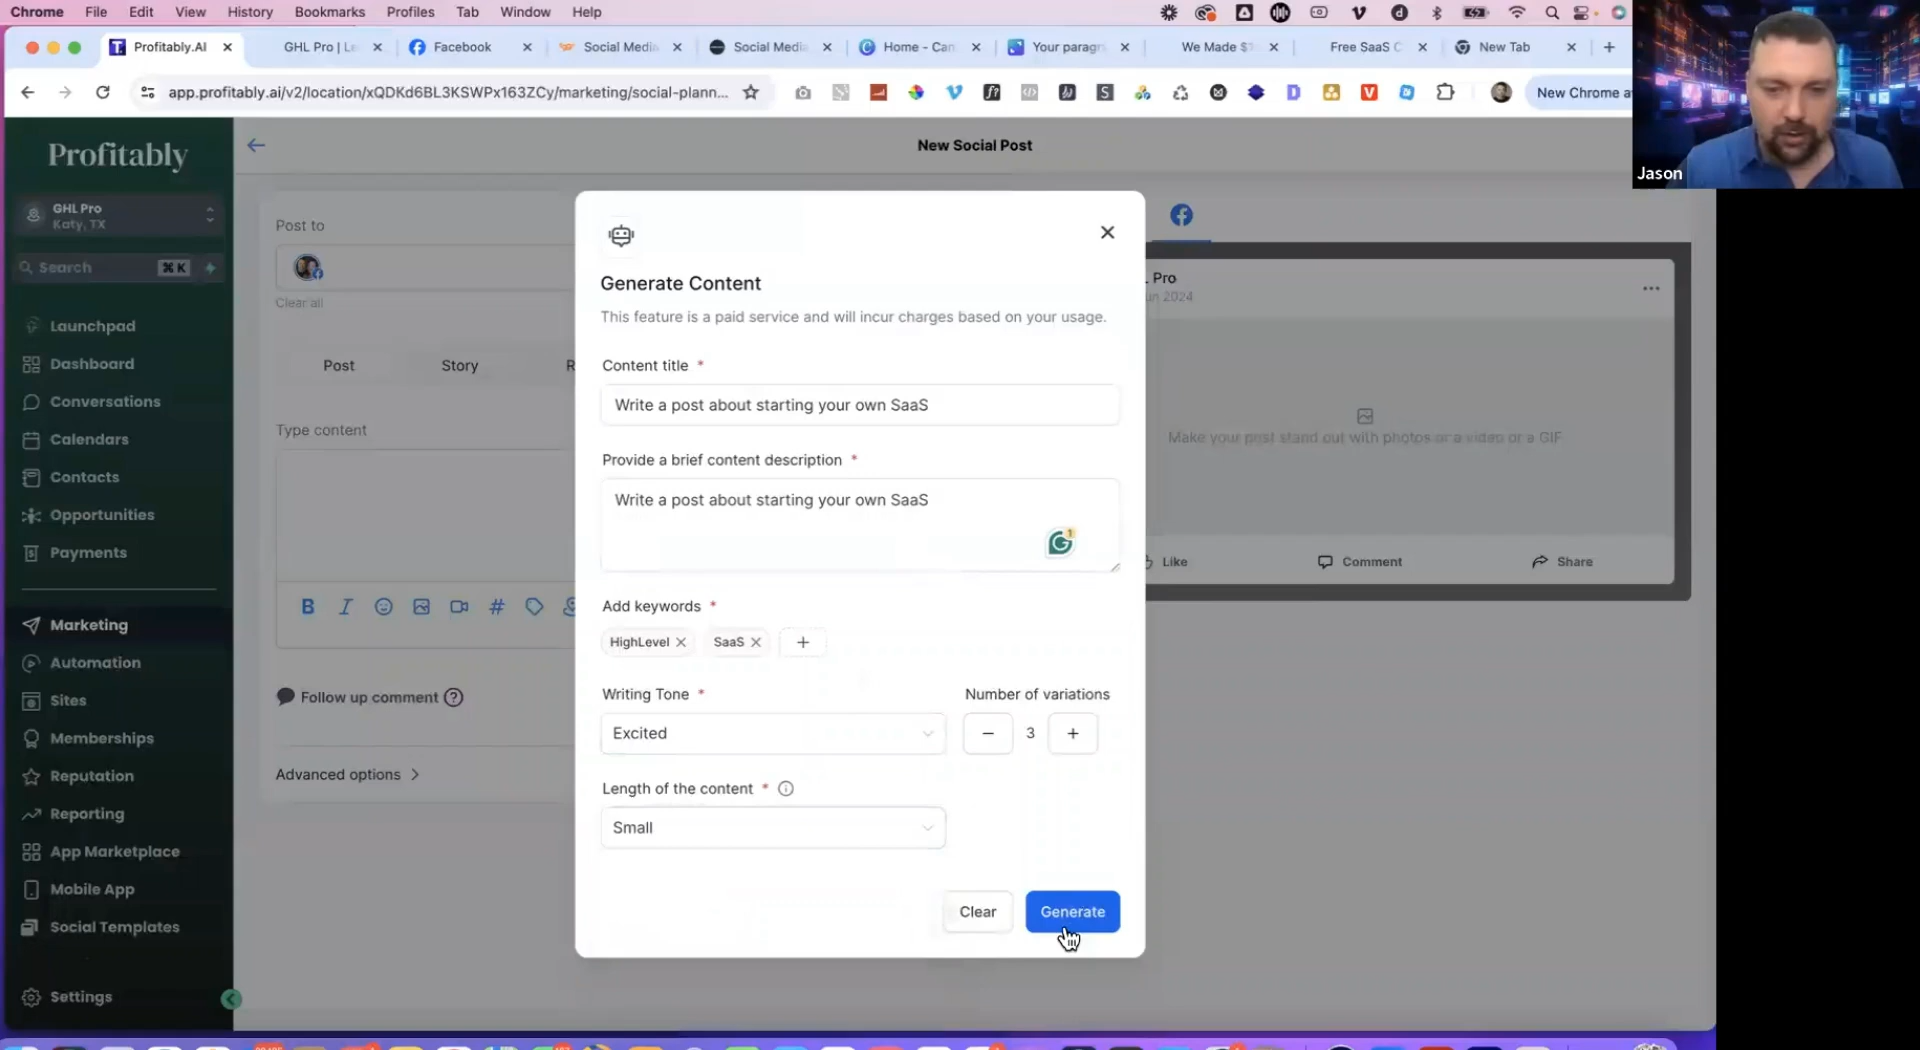 Chrome File Edit View History Bookmarks Profiles Tab Window Help
Profitably.AI
GHL Pro | Le
Facebook
Social Media
Social Media
Home - Can
Your paragr
We Made $
Free SaaS C
New Tab
app.profitably.ai/v2/location/xQDKd6BL3KSWPx163ZCy/marketing/social-plann...
New Chrome a
Jason
Profitably
GHL Pro
Katy, TX
Search ⌘ K
Launchpad
Dashboard
Conversations
Calendars
Contacts
Opportunities
Payments
Marketing
Automation
Sites
Memberships
Reputation
Reporting
App Marketplace
Mobile App
Social Templates
Settings
New Social Post
Post to
Clear all
Post Story R
Type content
Follow up comment
Advanced options
Generate Content
This feature is a paid service and will incur charges based on your usage.
Content title *
Write a post about starting your own SaaS
Provide a brief content description *
Write a post about starting your own SaaS
Add keywords *
HighLevel SaaS +
Writing Tone * Number of variations
Excited − 3 +
Length of the content *
Small
Clear Generate
L Pro
un 2024
Make your post stand out with photos or a video or a GIF
Like Comment Share